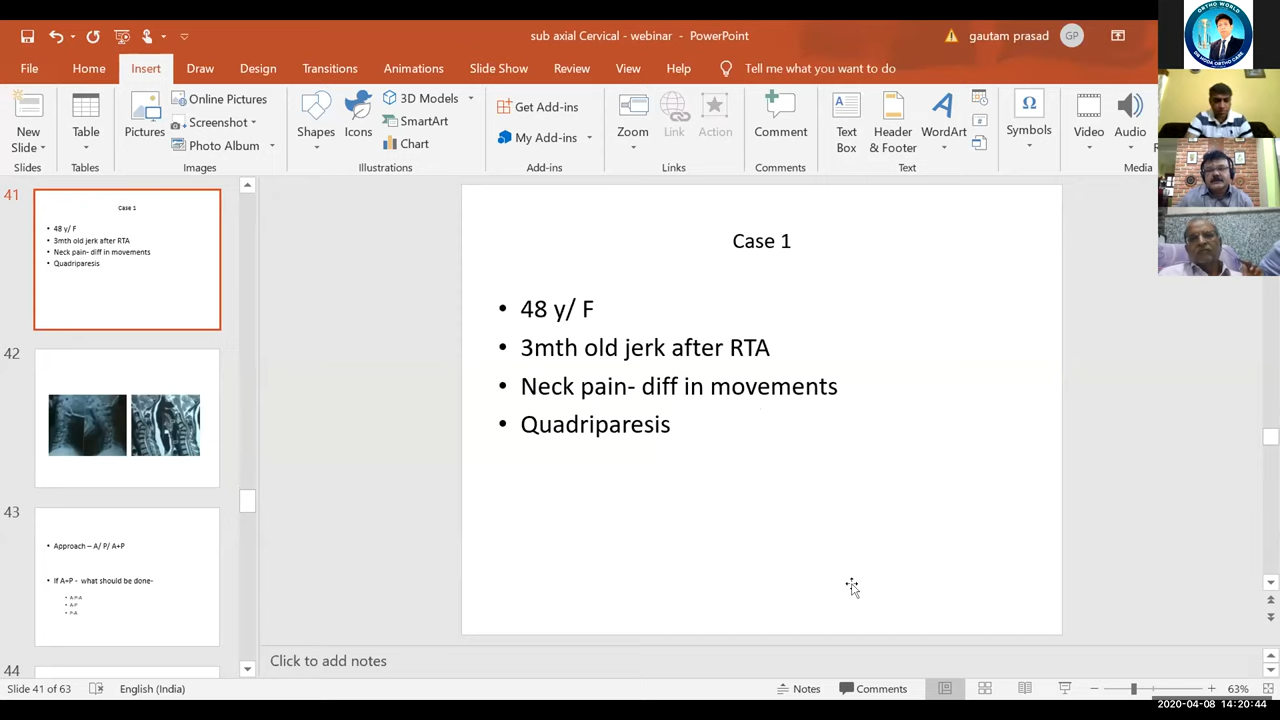 sub axial Cervical - webinar - PowerPoint
gautam prasad
GP
ORTHO WORLD
File
Home
Insert
Draw
Design
Transitions
Animations
Slide Show
Review
View
Help
Tell me what you want to do
New
Slide
Slides
Table
Tables
Pictures
Online Pictures
Screenshot
Photo Album
Images
Shapes
Icons
3D Models
SmartArt
Chart
Illustrations
Get Add-ins
My Add-ins
Add-ins
Zoom
Link
Action
Links
Comment
Comments
Text
Box
Header
& Footer
WordArt
Text
Symbols
Video
Audio
Media
41
Case 1
• 48 y/ F
• 3mth old jerk after RTA
• Neck pain- diff in movements
• Quadriparesis
42
43
• Approach – A/ P/ A+P
• If A+P - what should be done-
• A-P-A
• A-P
• P-A
44
Case 1
• 48 y/ F
• 3mth old jerk after RTA
• Neck pain- diff in movements
• Quadriparesis
Click to add notes
Slide 41 of 63
English (India)
Notes
Comments
63%
2020-04-08 14:20:44